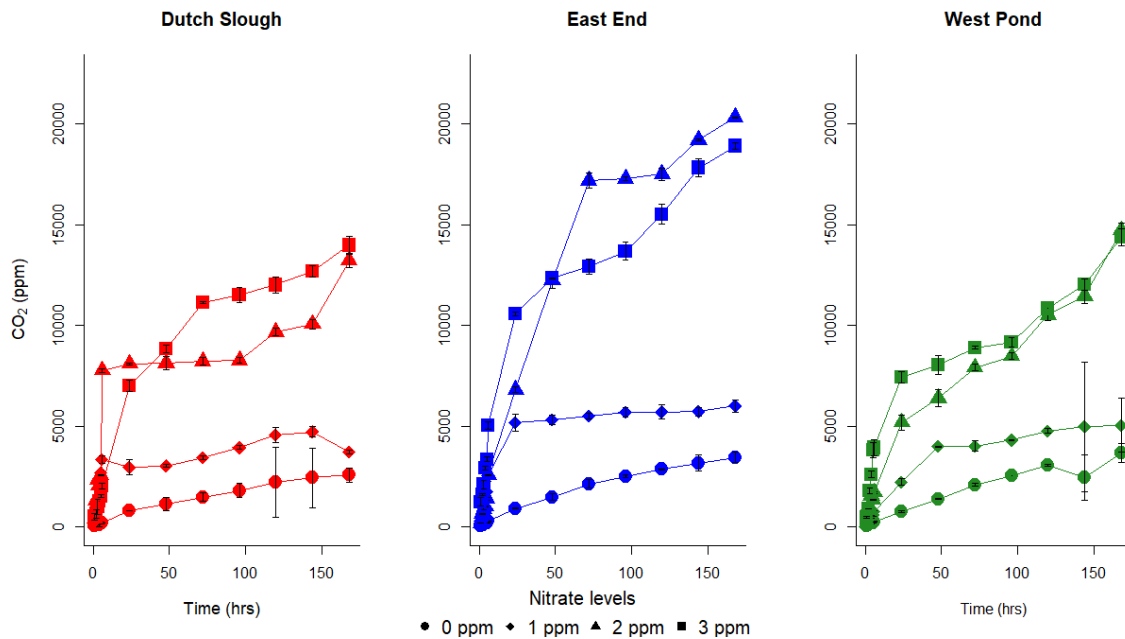 Dutch Slough
East End
West Pond
CO2 (ppm)
0
5000
10000
15000
20000
0
5000
10000
15000
20000
0
5000
10000
15000
20000
0 50 100 150
0 50 100 150
0 50 100 150
Time (hrs)
Nitrate levels
Time (hrs)
0 ppm 1 ppm 2 ppm 3 ppm